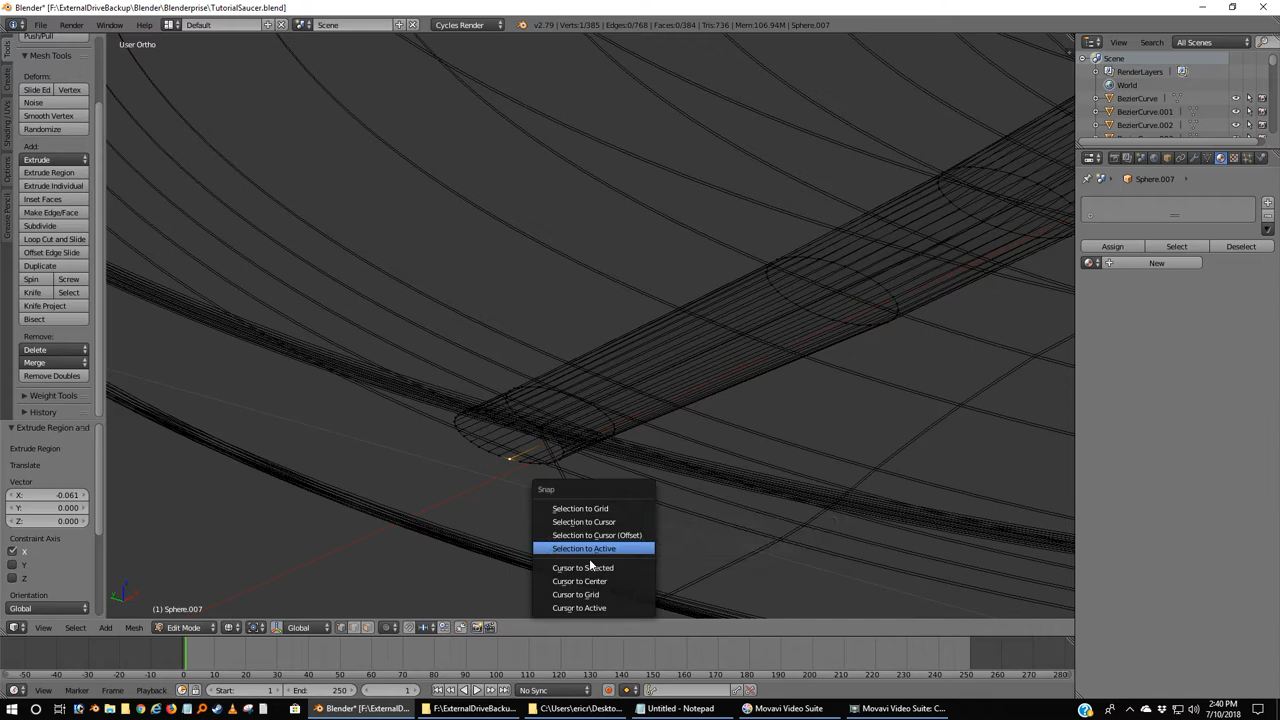 Blender* [F:\ExternalDriveBackup\Blender\Blenderprise\TutorialSaucer.blend]
File Render Window Help Default Scene Cycles Render v2.79 | Verts:1/385 | Edges:0/768 | Faces:0/384 | Tris:736 | Mem:106.94M | Sphere.007
View Search All Scenes
Push/Pull
User Ortho
Mesh Tools
Deform:
Slide Ed Vertex
Noise
Smooth Vertex
Randomize
Add:
Extrude
Extrude Region
Extrude Individual
Inset Faces
Make Edge/Face
Subdivide
Loop Cut and Slide
Offset Edge Slide
Duplicate
Spin Screw
Knife Select
Knife Project
Bisect
Remove:
Delete
Merge
Remove Doubles
Weight Tools
History
Extrude Region and
Extrude Region
Translate
Vector
X: -0.061
Y: 0.000
Z: 0.000
Constraint Axis
X
Y
Z
Orientation
Global
Tools
Create
Shading / UVs
Options
Grease Pencil
Snap
Selection to Grid
Selection to Cursor
Selection to Cursor (Offset)
Selection to Active
Cursor to Selected
Cursor to Center
Cursor to Grid
Cursor to Active
(1) Sphere.007
Scene
RenderLayers
World
BezierCurve
BezierCurve.001
BezierCurve.002
Sphere.007
Assign Select Deselect
New
View Select Add Mesh Edit Mode Global
-50 -40 -30 -20 -10 0 10 20 30 40 50 60 70 80 90 100 110 120 130 140 150 160 170 180 190 200 210 220 230 240 250 260 270 280
View Marker Frame Playback Start: 1 End: 250 1 No Sync
Blender* [F:\ExternalD... F:\ExternalDriveBacku... C:\Users\eric\Deskto... Untitled - Notepad Movavi Video Suite Movavi Video Suite: C...
2:40 PM
7/10/2018